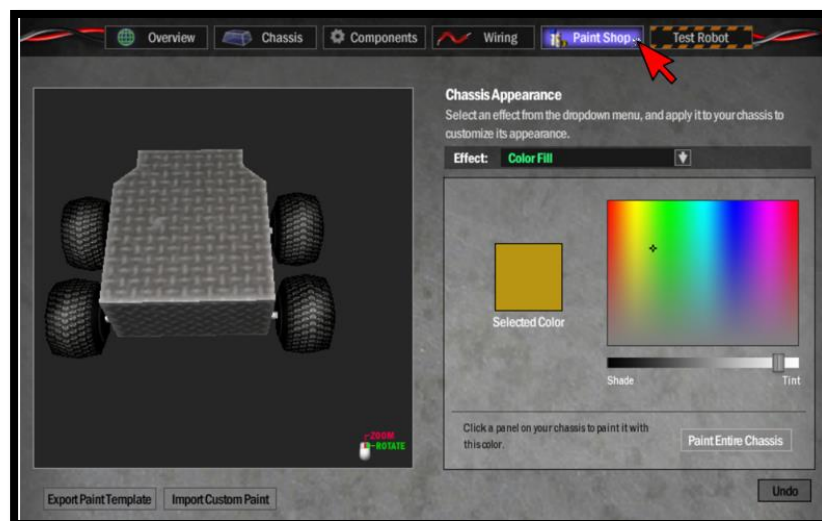 Overview
Chassis
Components
Wiring
Paint Shop
Test Robot
Chassis Appearance
Select an effect from the dropdown menu, and apply it to your chassis to
customize its appearance.
Effect: Color Fill
Selected Color
Shade
Tint
ZOOM
ROTATE
Click a panel on your chassis to paint it with
this color.
Paint Entire Chassis
Export Paint Template
Import Custom Paint
Undo